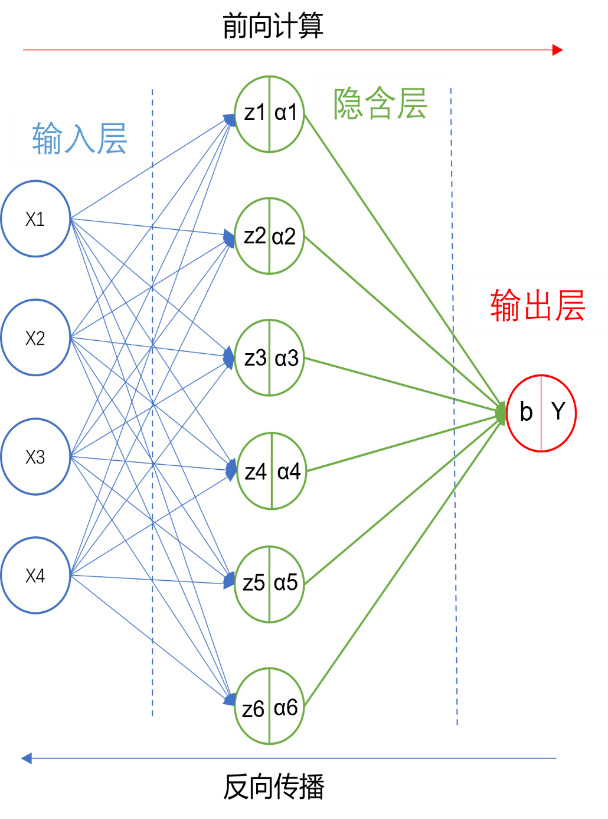 前向计算
输入层
隐含层
输出层
X1
X2
X3
X4
z1 α1
z2 α2
z3 α3
z4 α4
z5 α5
z6 α6
b Y
反向传播